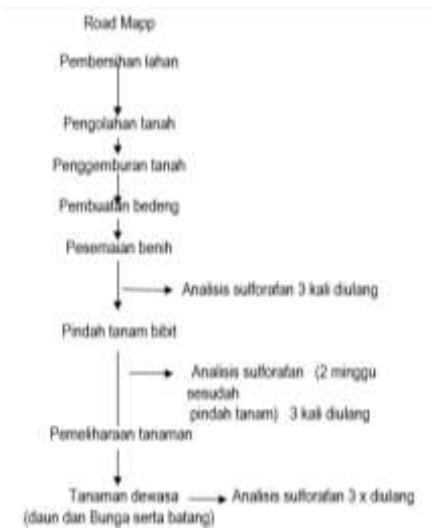 Road Mapp
Pembersihan lahan
Pengolahan tanah
Penggemburan tanah
Pembuatan bedeng
Pesemaian benih
Analisis sulforafan 3 kali diulang
Pindah tanam bibit
Analisis sulforafan (2 minggu
sesudah
pindah tanam) 3 kali diulang
Pemeliharaan tanaman
Tanaman dewasa
Analisis sulforafan 3 x diulang
(daun dan Bunga serta batang)